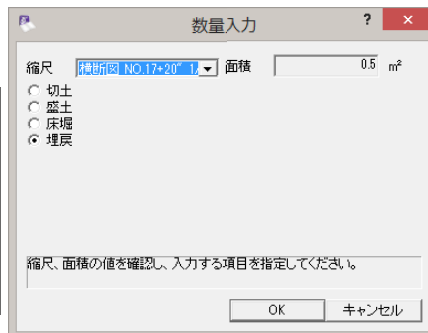 数量入力 ? ×
縮尺 横断図 NO.17+20" 1/ 面積 0.5 m²
切土
盛土
床堀
埋戻
縮尺、面積の値を確認し、入力する項目を指定してください。
OK キャンセル